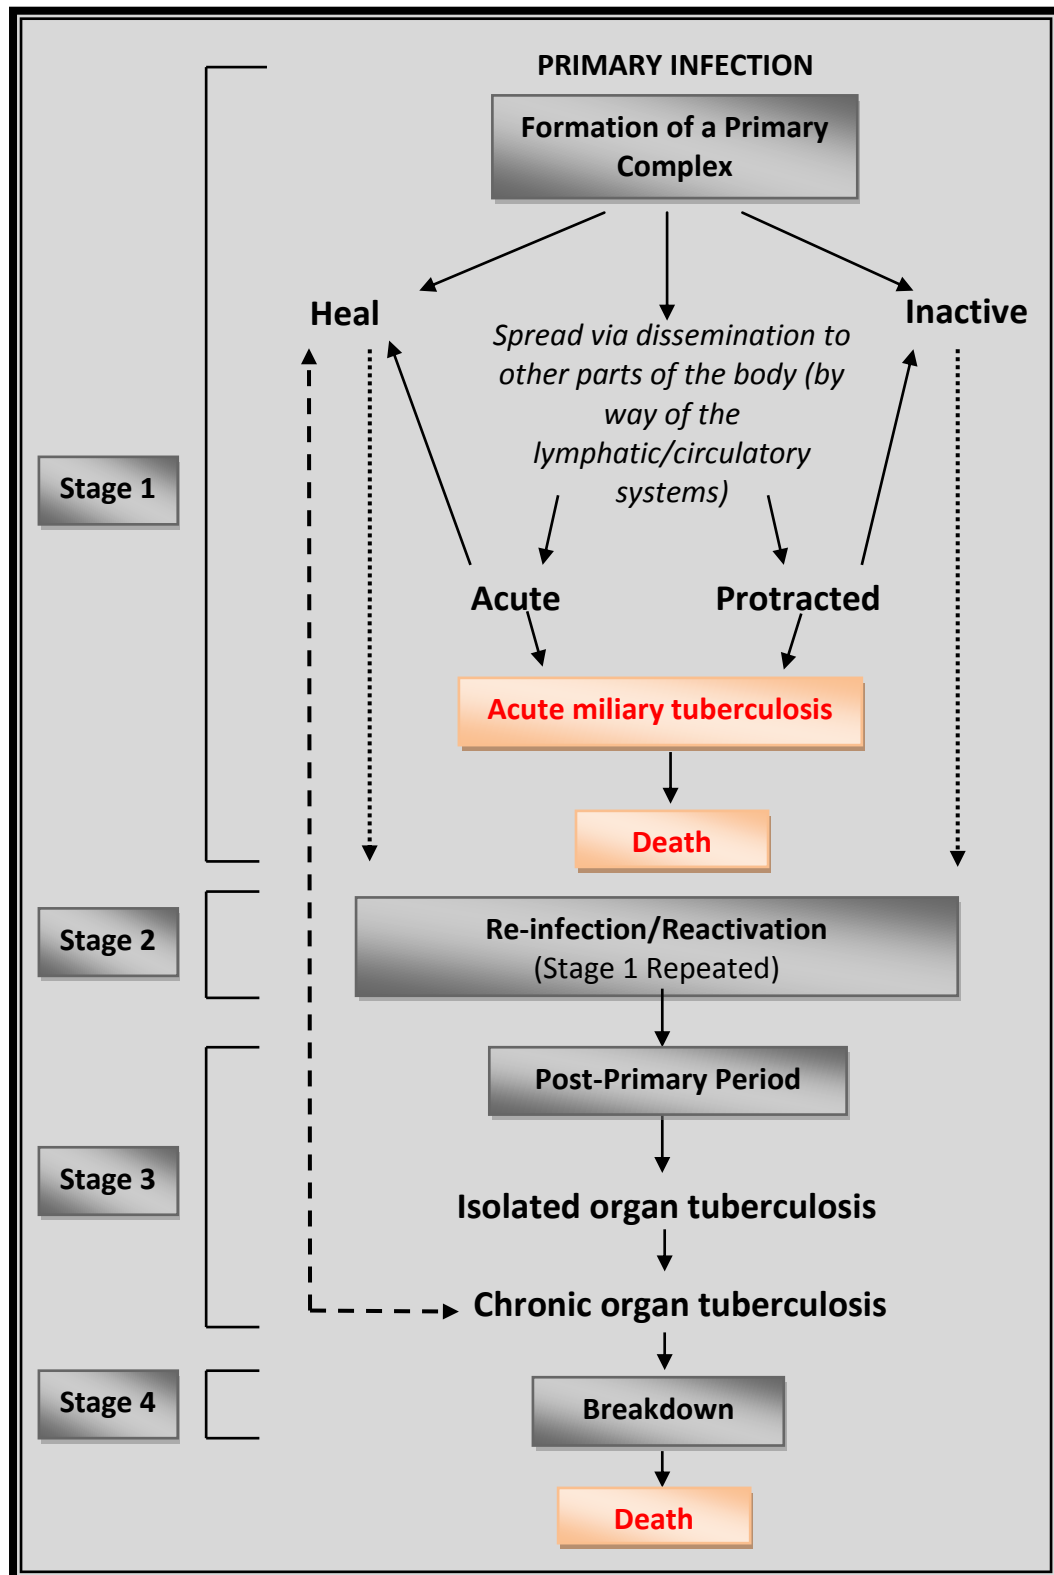 PRIMARY INFECTION
Formation of a Primary
Complex
Heal
Inactive
Spread via dissemination to
other parts of the body (by
way of the
lymphatic/circulatory
systems)
Stage 1
Acute
Protracted
Acute miliary tuberculosis
Death
Stage 2
Re-infection/Reactivation
(Stage 1 Repeated)
Post-Primary Period
Stage 3
Isolated organ tuberculosis
Chronic organ tuberculosis
Stage 4
Breakdown
Death